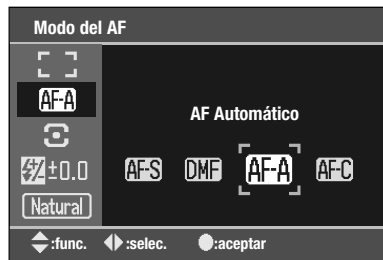 Modo del AF
AF-A
AF Automático
±0.0
AF-S DMF AF-A AF-C
Natural
:func. :selec. :aceptar